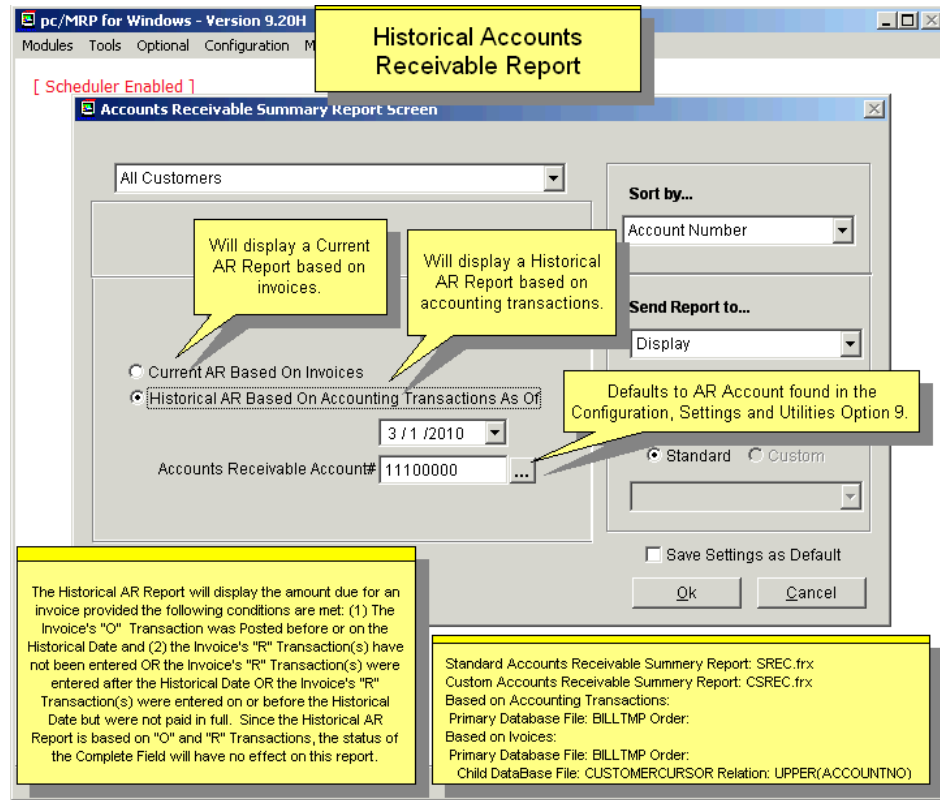 pc/MRP for Windows - Version 9.20H
Historical Accounts
Receivable Report
Modules Tools Optional Configuration M
[ Scheduler Enabled ]
Accounts Receivable Summary Report Screen
All Customers
Sort by...
Account Number
Will display a Current
AR Report based on
invoices.
Will display a Historical
AR Report based on
accounting transactions.
Send Report to...
Display
Current AR Based On Invoices
Historical AR Based On Accounting Transactions As Of
Defaults to AR Account found in the
Configuration, Settings and Utilities Option 9.
3 / 1 /2010
Accounts Receivable Account# 11100000 ...
Standard Custom
Save Settings as Default
Ok Cancel
The Historical AR Report will display the amount due for an
invoice provided the following conditions are met: (1) The
Invoice's "O" Transaction was Posted before or on the
Historical Date and (2) the Invoice's "R" Transaction(s) have
not been entered OR the Invoice's "R" Transaction(s) were
entered after the Historical Date OR the Invoice's "R"
Transaction(s) were entered on or before the Historical
Date but were not paid in full. Since the Historical AR
Report is based on "O" and "R" Transactions, the status of
the Complete Field will have no effect on this report.
Standard Accounts Receivable Summery Report: SREC.frx
Custom Accounts Receivable Summery Report: CSREC.frx
Based on Accounting Transactions:
Primary Database File: BILLTMP Order:
Based on Ivoices:
Primary Database File: BILLTMP Order:
Child DataBase File: CUSTOMERCURSOR Relation: UPPER(ACCOUNTNO)